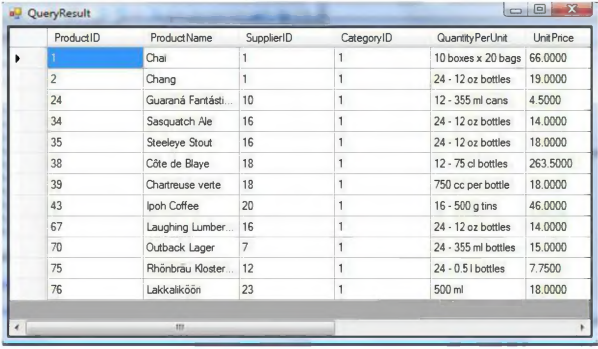 QueryResult
ProductID ProductName SupplierID CategoryID QuantityPerUnit UnitPrice
1 Chai 1 1 10 boxes x 20 bags 66.0000
2 Chang 1 1 24 - 12 oz bottles 19.0000
24 Guaraná Fantásti... 10 1 12 - 355 ml cans 4.5000
34 Sasquatch Ale 16 1 24 - 12 oz bottles 14.0000
35 Steeleye Stout 16 1 24 - 12 oz bottles 18.0000
38 Côte de Blaye 18 1 12 - 75 cl bottles 263.5000
39 Chartreuse verte 18 1 750 cc per bottle 18.0000
43 Ipoh Coffee 20 1 16 - 500 g tins 46.0000
67 Laughing Lumber... 16 1 24 - 12 oz bottles 14.0000
70 Outback Lager 7 1 24 - 355 ml bottles 15.0000
75 Rhönbräu Kloster... 12 1 24 - 0.5 l bottles 7.7500
76 Lakkalikööri 23 1 500 ml 18.0000